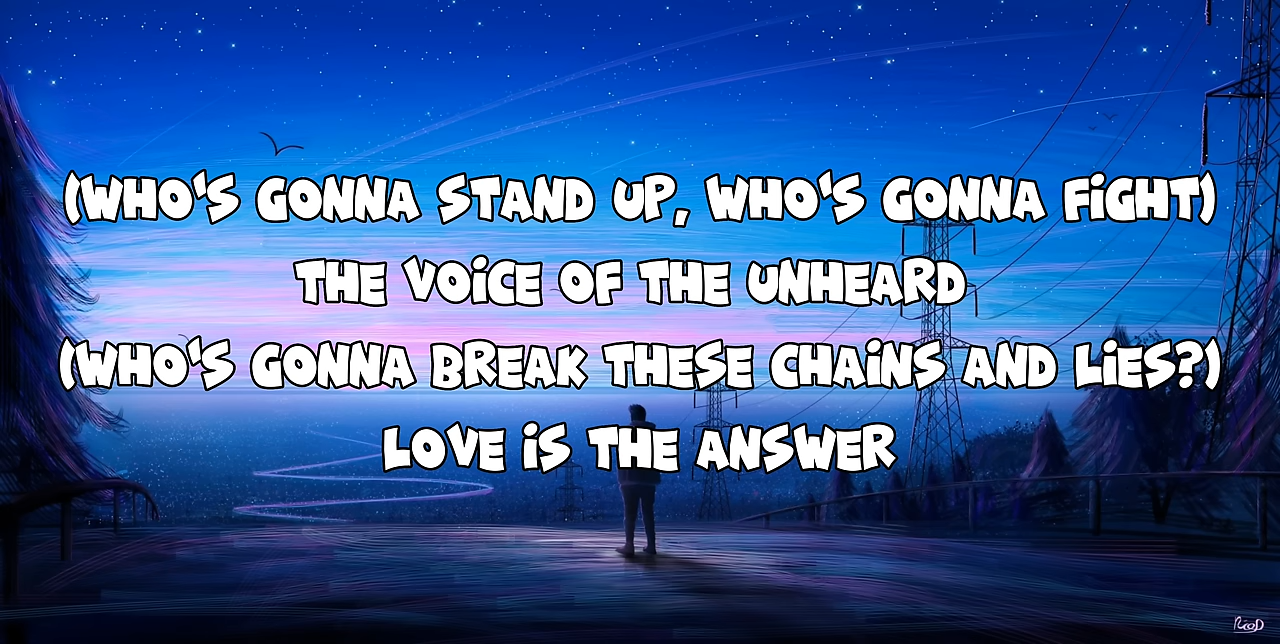 (WHO'S GONNA STAND UP, WHO'S GONNA FiGHT)
THE VOiCE OF THE UNHEARD
(WHO'S GONNA BREAK THESE CHAiNS AND LiES?)
LOVE iS THE ANSWER